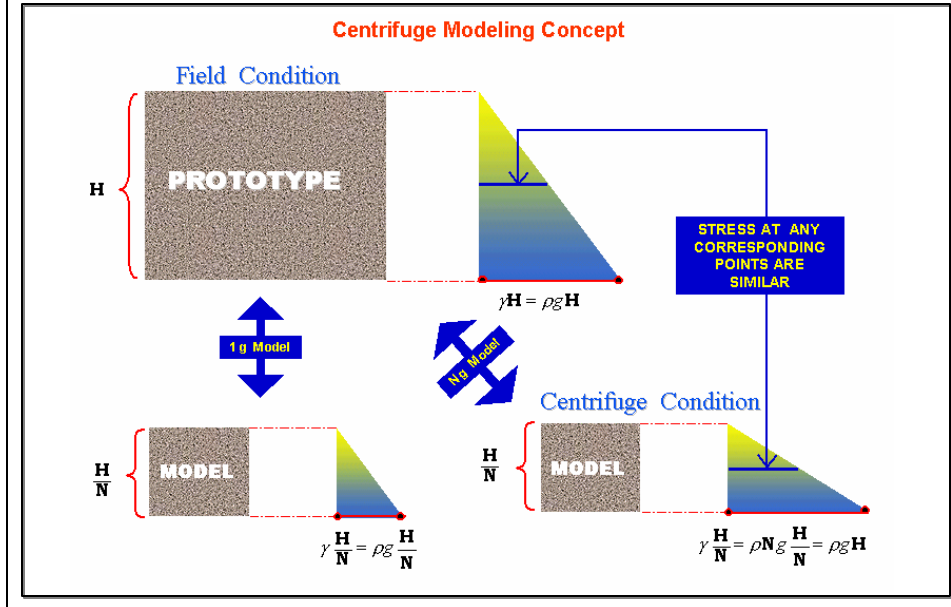 Centrifuge Modeling Concept
Field Condition
H
PROTOTYPE
STRESS AT ANY
CORRESPONDING
POINTS ARE
SIMILAR
γH = ρgH
1g Model
Ng Model
Centrifuge Condition
H/N
MODEL
H/N
MODEL
γ H/N = ρg H/N
γ H/N = ρNg H/N = ρgH